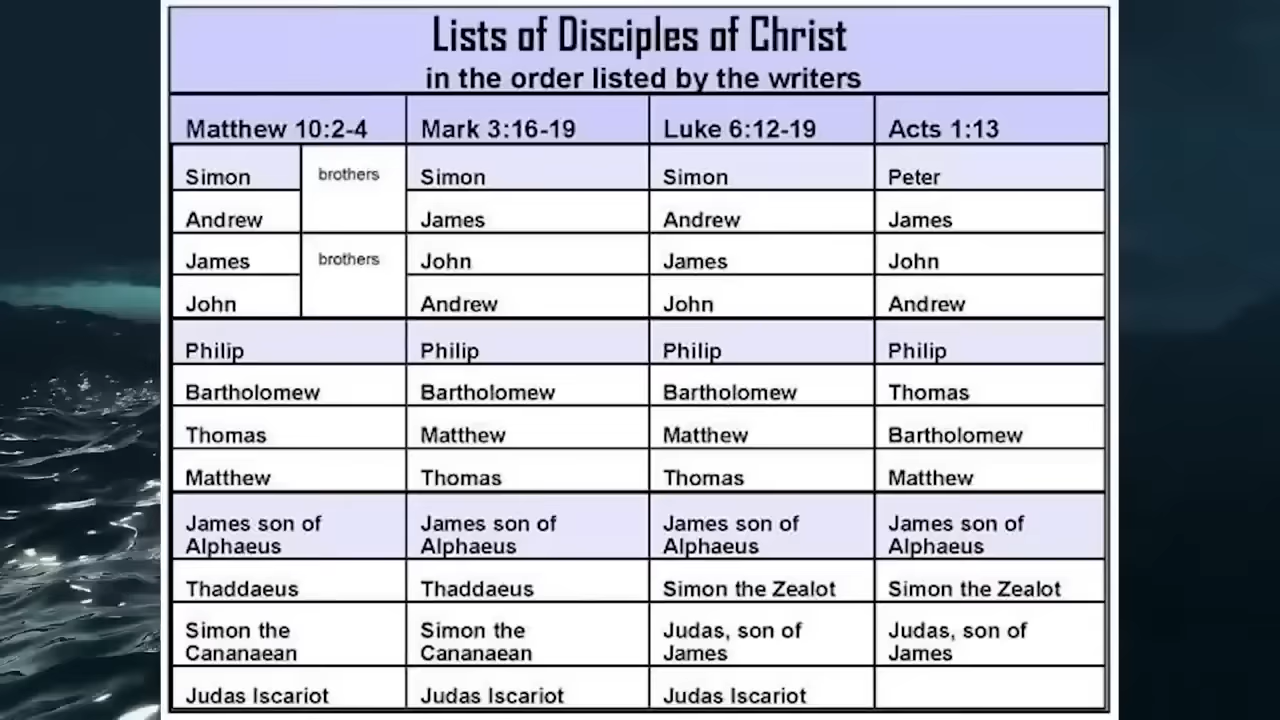 Lists of Disciples of Christ
in the order listed by the writers
Matthew 10:2-4 Mark 3:16-19 Luke 6:12-19 Acts 1:13
Simon brothers Simon Simon Peter
Andrew James Andrew James
James brothers John James John
John Andrew John Andrew
Philip Philip Philip Philip
Bartholomew Bartholomew Bartholomew Thomas
Thomas Matthew Matthew Bartholomew
Matthew Thomas Thomas Matthew
James son of James son of James son of James son of
Alphaeus Alphaeus Alphaeus Alphaeus
Thaddaeus Thaddaeus Simon the Zealot Simon the Zealot
Simon the Simon the Judas, son of Judas, son of
Cananaean Cananaean James James
Judas Iscariot Judas Iscariot Judas Iscariot